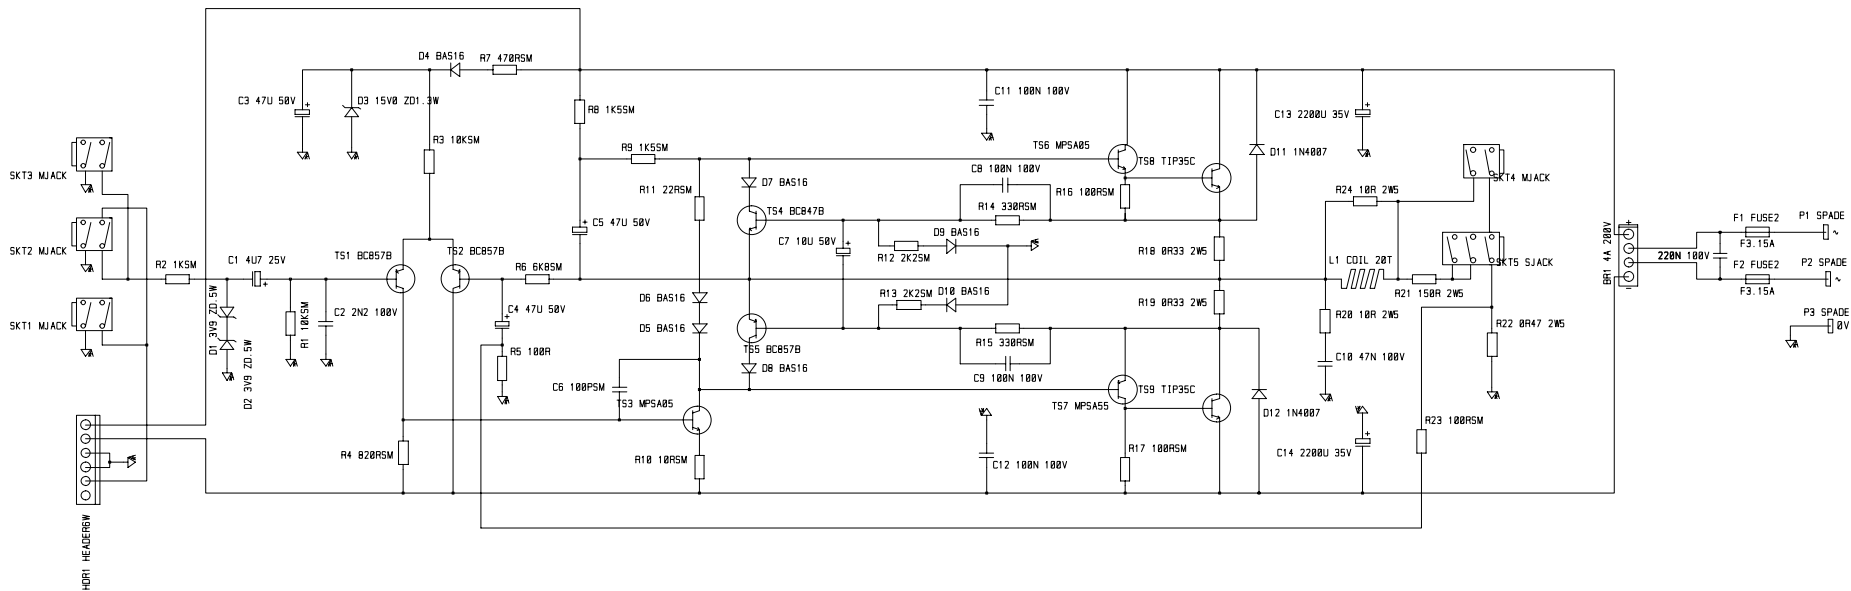 D4 BAS16
R7 470RSM
C3 47U 50V
D3 15V0 ZD1.3W
R8 1K5SM
C11 100N 100V
C13 2200U 35V
R3 10KSM
R9 1K5SM
TS6 MPSA05
TS8 TIP35C
D11 1N4007
SKT3 MJACK
R11 22RSM
D7 BAS16
C8 100N 100V
R16 100RSM
R24 10R 2W5
SKT4 MJACK
TS4 BC847B
R14 330RSM
C5 47U 50V
C7 10U 50V
D9 BAS16
R12 2K2SM
R18 0R33 2W5
F1 FUSE2
P1 SPADE
F3.15A
SKT2 MJACK
R2 1KSM
C1 4U7 25V
TS1 BC857B
TS2 BC857B
R6 6K8SM
L1 COIL 20T
SKT5 SJACK
BR1 4A 200V
+
-
220N 100V
F2 FUSE2
P2 SPADE
F3.15A
R21 150R 2W5
SKT1 MJACK
D1 3V9 ZD.5W
D2 3V9 ZD.5W
R1 10KSM
C2 2N2 100V
C4 47U 50V
D6 BAS16
D5 BAS16
R13 2K2SM
D10 BAS16
R19 0R33 2W5
R20 10R 2W5
R22 0R47 2W5
P3 SPADE
0V
R5 100R
TS5 BC857B
D8 BAS16
R15 330RSM
C9 100N 100V
C10 47N 100V
C6 100PSM
TS3 MPSA05
TS9 TIP35C
TS7 MPSA55
D12 1N4007
R23 100RSM
R4 820RSM
R10 10RSM
C12 100N 100V
R17 100RSM
C14 2200U 35V
HDR1 HEADER6W